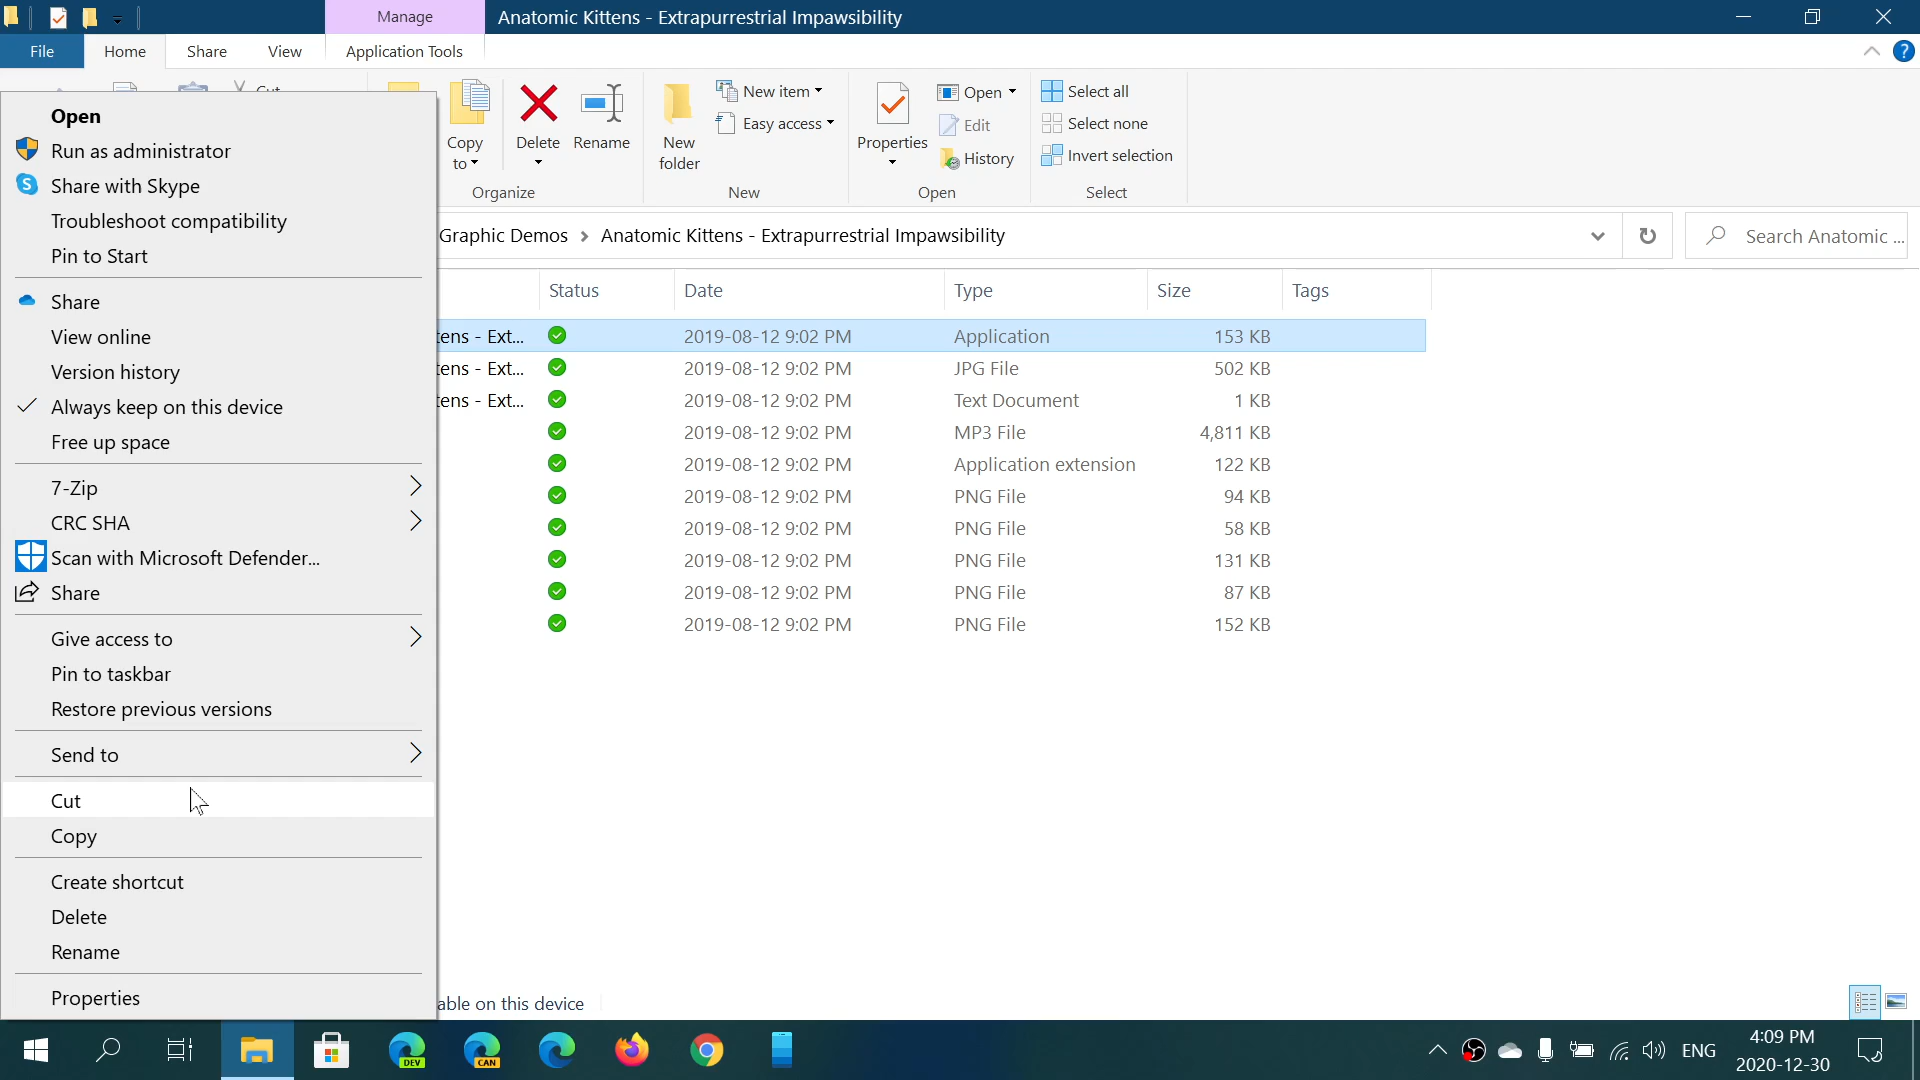 Manage
Anatomic Kittens - Extrapurrestrial Impawsibility
File
Home
Share
View
Application Tools
?
Copy
to
Delete
Rename
New
folder
New item
Easy access
Properties
Open
Edit
History
Select all
Select none
Invert selection
Organize
New
Open
Select
Graphic Demos > Anatomic Kittens - Extrapurrestrial Impawsibility
Search Anatomic ...
Open
Run as administrator
Share with Skype
Troubleshoot compatibility
Pin to Start
Share
View online
Version history
Always keep on this device
Free up space
7-Zip
CRC SHA
Scan with Microsoft Defender...
Share
Give access to
Pin to taskbar
Restore previous versions
Send to
Cut
Copy
Create shortcut
Delete
Rename
Properties
Status Date Type Size Tags
tens - Ext... 2019-08-12 9:02 PM Application 153 KB
tens - Ext... 2019-08-12 9:02 PM JPG File 502 KB
tens - Ext... 2019-08-12 9:02 PM Text Document 1 KB
2019-08-12 9:02 PM MP3 File 4,811 KB
2019-08-12 9:02 PM Application extension 122 KB
2019-08-12 9:02 PM PNG File 94 KB
2019-08-12 9:02 PM PNG File 58 KB
2019-08-12 9:02 PM PNG File 131 KB
2019-08-12 9:02 PM PNG File 87 KB
2019-08-12 9:02 PM PNG File 152 KB
able on this device
DEV
CAN
ENG
4:09 PM
2020-12-30